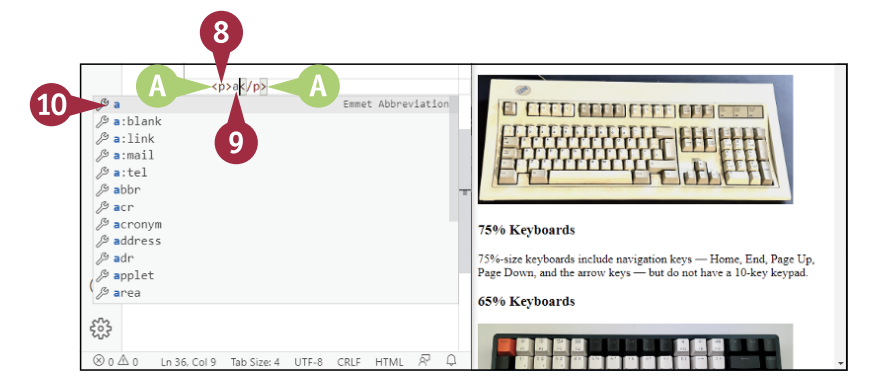 8
A
<p>a</p>
A
10
a Emmet Abbreviation
9
a:blank
a:link
a:mail
a:tel
abbr
acr
acronym
address
adr
applet
area
0 0 Ln 36, Col 9 Tab Size: 4 UTF-8 CRLF HTML
75% Keyboards
75%-size keyboards include navigation keys — Home, End, Page Up,
Page Down, and the arrow keys — but do not have a 10-key keypad.
65% Keyboards